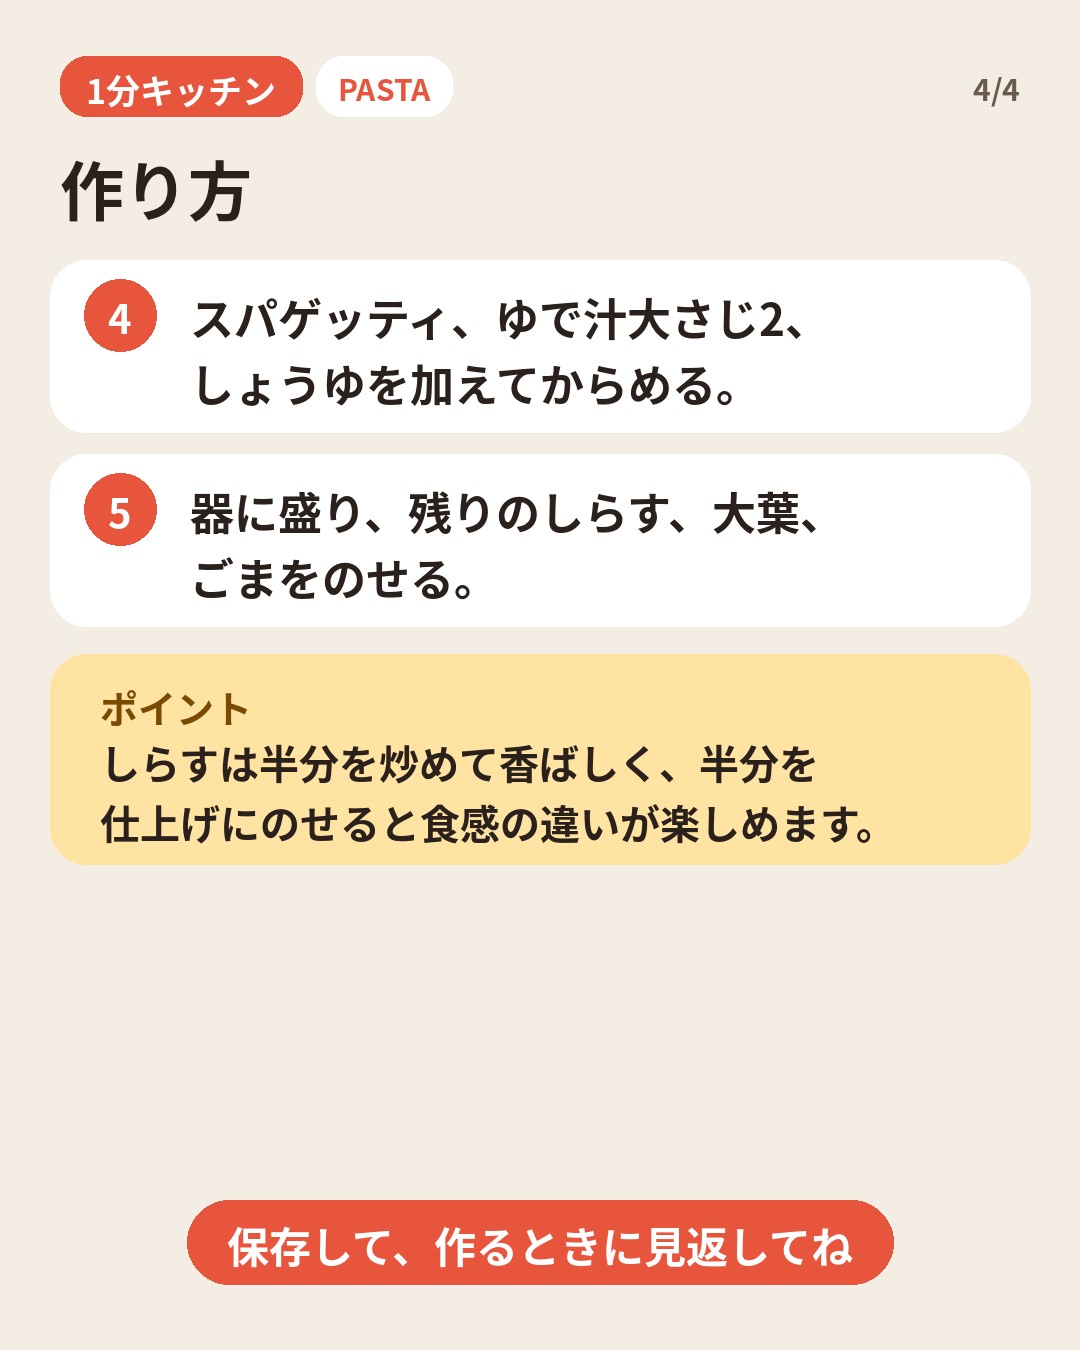 1分キッチン PASTA 4/4
作り方
4 スパゲッティ、ゆで汁大さじ2、
しょうゆを加えてからめる。
5 器に盛り、残りのしらす、大葉、
ごまをのせる。
ポイント
しらすは半分を炒めて香ばしく、半分を
仕上げにのせると食感の違いが楽しめます。
保存して、作るときに見返してね